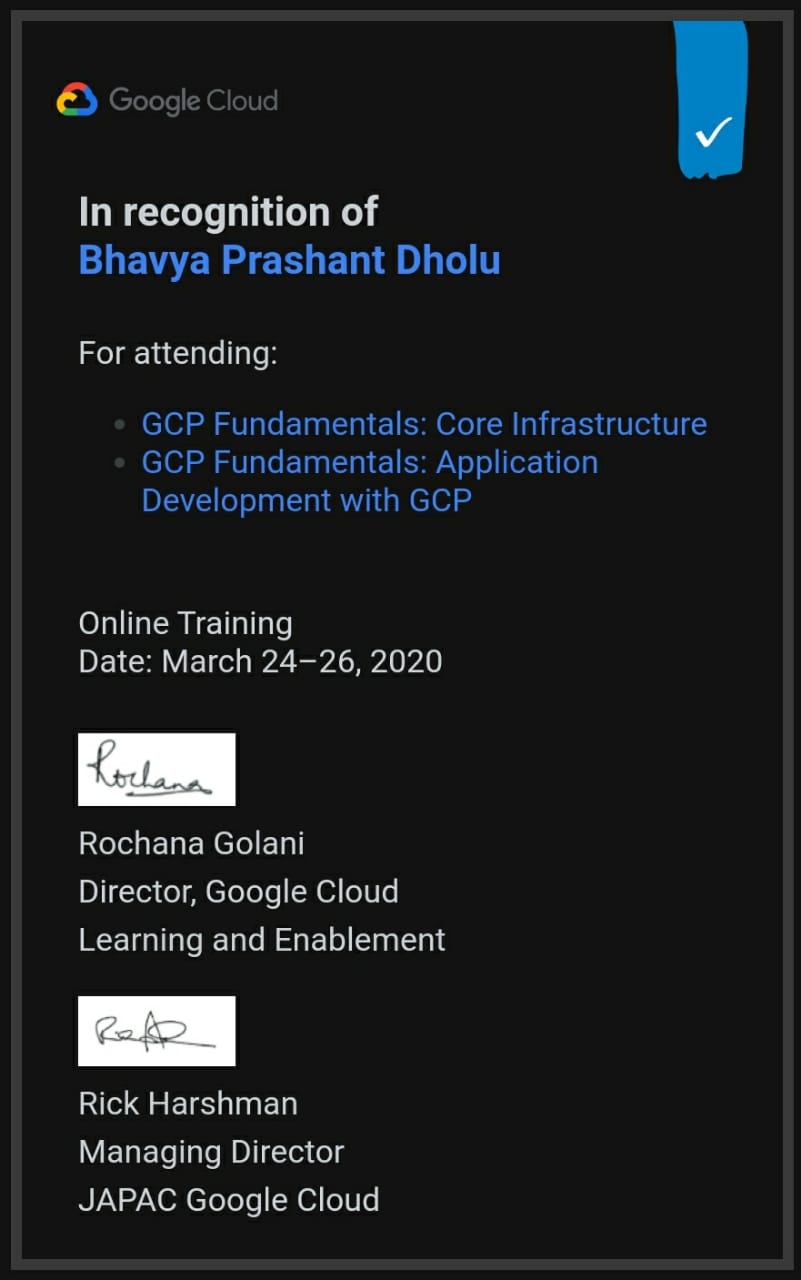 Google Cloud
In recognition of
Bhavya Prashant Dholu
For attending:
GCP Fundamentals: Core Infrastructure
GCP Fundamentals: Application
Development with GCP
Online Training
Date: March 24–26, 2020
Rochana
Rochana Golani
Director, Google Cloud
Learning and Enablement
Rick Harshman
Managing Director
JAPAC Google Cloud